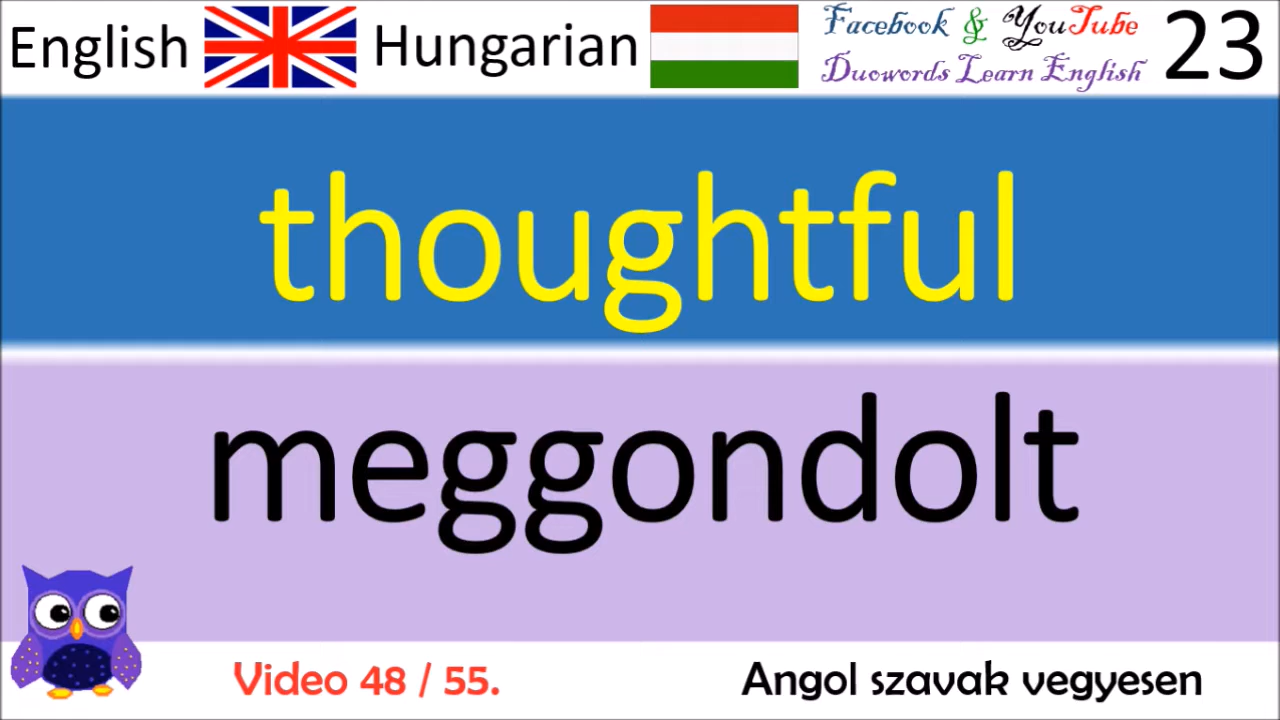 English Hungarian Facebook & YouTube 23
Duowords Learn English
thoughtful
meggondolt
Video 48 / 55. Angol szavak vegyesen